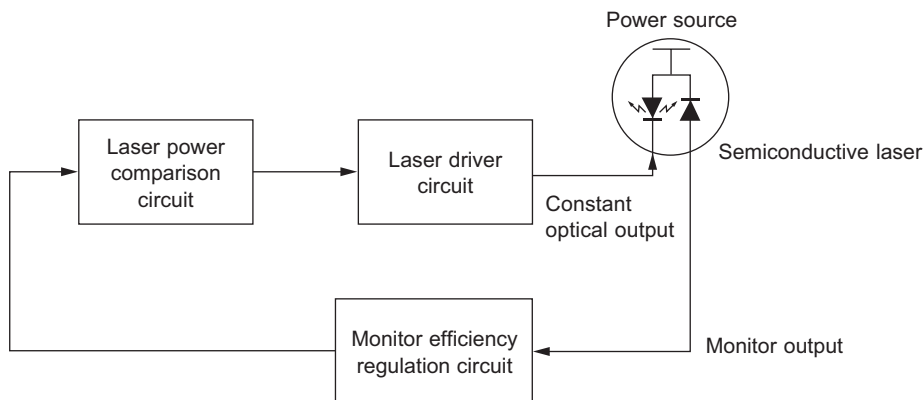 Power source
Laser power
comparison
circuit
Laser driver
circuit
Semiconductive laser
Constant
optical output
Monitor efficiency
regulation circuit
Monitor output